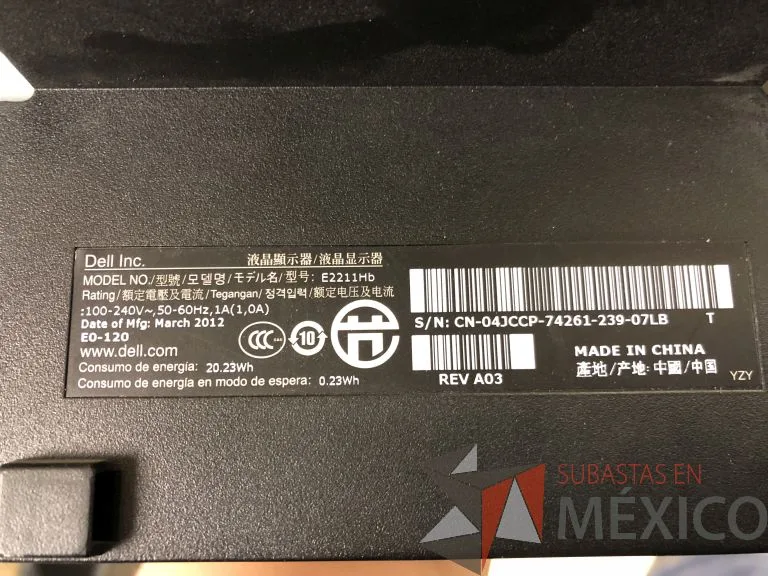 Dell Inc. 液晶顯示器/液晶显示器
MODEL NO./型號/모델명/モデル名/型号: E2211Hb
Rating/額定電壓及電流/Tegangan/정격입력/额定电压及电流
:100-240V~,50-60Hz,1A(1,0A)
Date of Mfg: March 2012
E0-120
www.dell.com
Consumo de energía: 20.23Wh
Consumo de energía en modo de espera: 0.23Wh
CCC
10
S/N: CN-04JCCP-74261-239-07LB T
REV A03
MADE IN CHINA
產地/产地: 中國/中国
YZY
SUBASTAS EN
MÉXICO